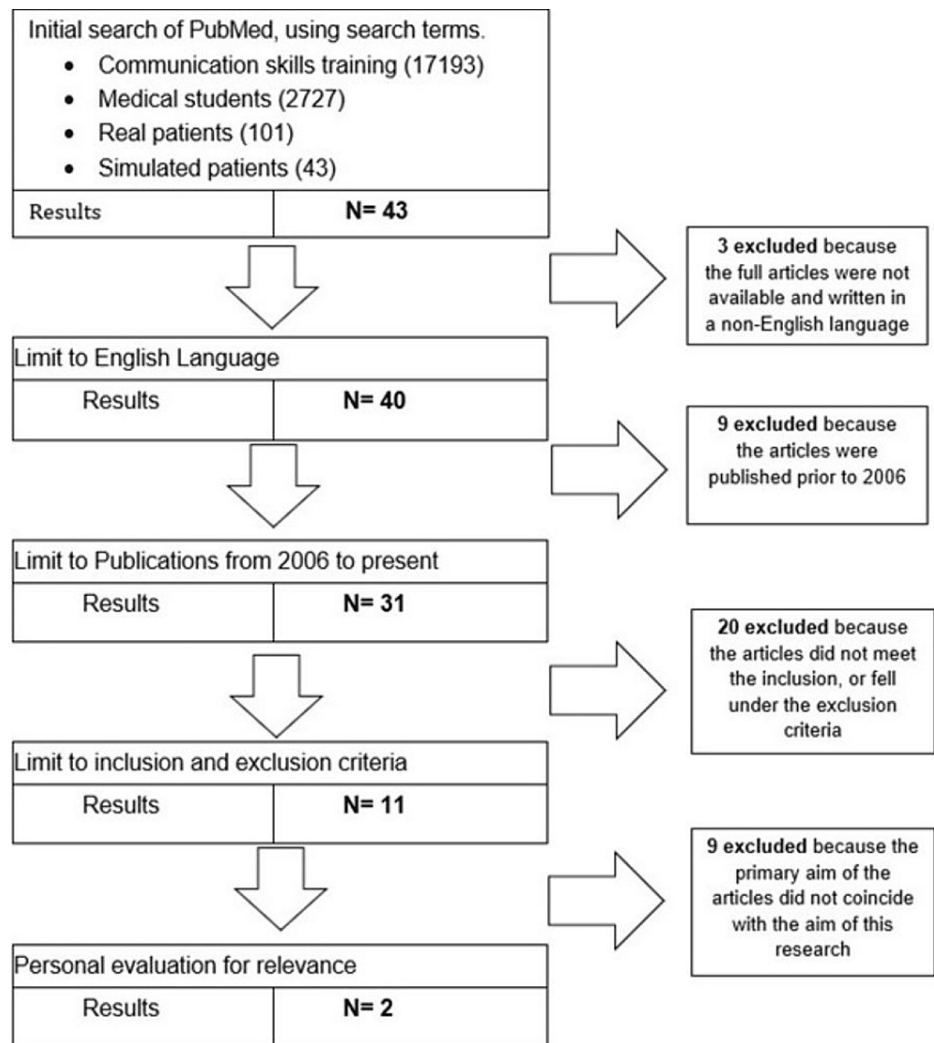 Initial search of PubMed, using search terms.
• Communication skills training (17193)
• Medical students (2727)
• Real patients (101)
• Simulated patients (43)
Results N= 43
3 excluded because
the full articles were not
available and written in
a non-English language
Limit to English Language
Results N= 40
9 excluded because
the articles were
published prior to 2006
Limit to Publications from 2006 to present
Results N= 31
20 excluded because
the articles did not meet
the inclusion, or fell
under the exclusion
criteria
Limit to inclusion and exclusion criteria
Results N= 11
9 excluded because the
primary aim of the
articles did not coincide
with the aim of this
research
Personal evaluation for relevance
Results N= 2